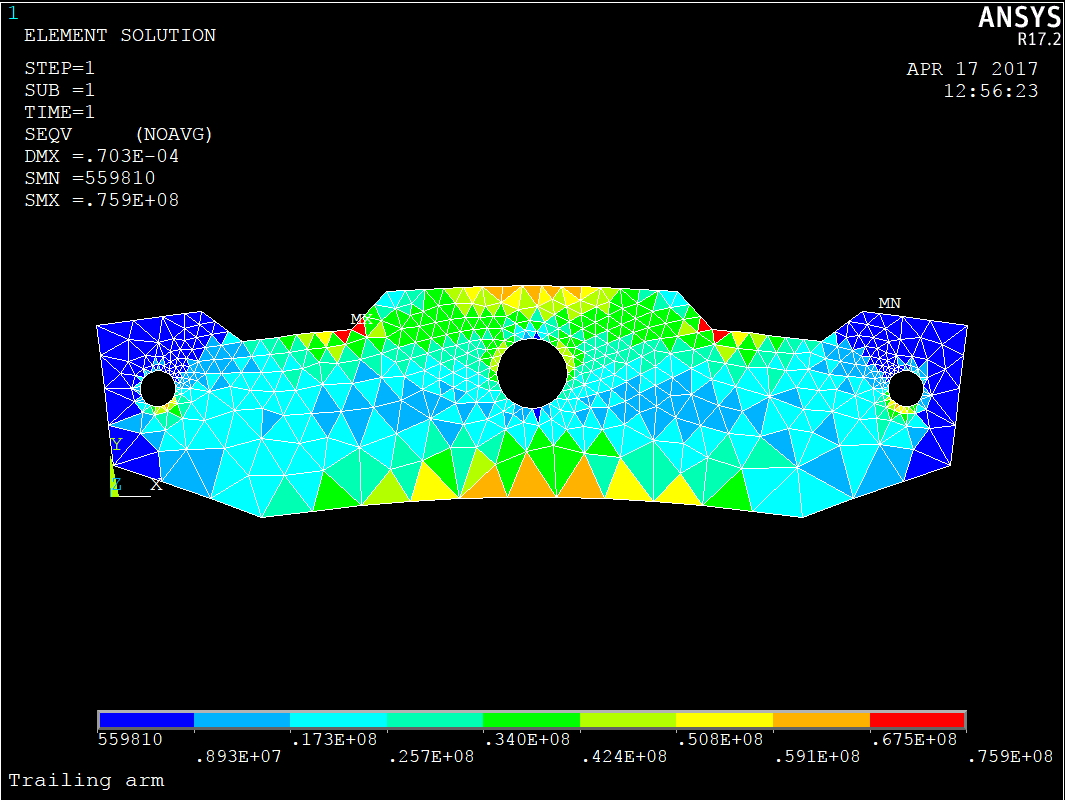 1
ANSYS
R17.2
ELEMENT SOLUTION
STEP=1
SUB =1
TIME=1
SEQV (NOAVG)
DMX =.703E-04
SMN =559810
SMX =.759E+08
APR 17 2017
12:56:23
MN
MX
Y
Z X
559810 .173E+08 .340E+08 .508E+08 .675E+08
.893E+07 .257E+08 .424E+08 .591E+08 .759E+08
Trailing arm